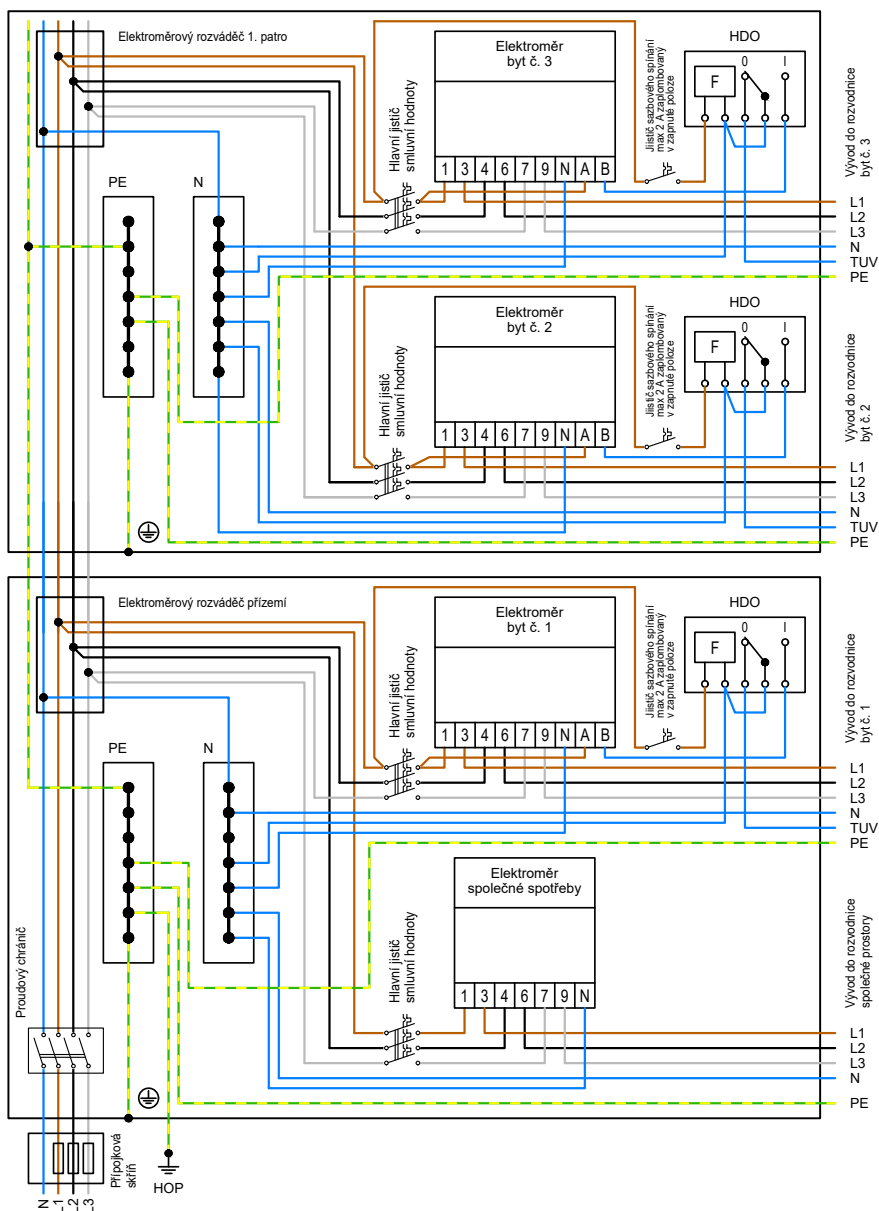 Elektroměrový rozváděč 1. patro
Elektroměr
byt č. 3
HDO
F
0
I
Jiistič sazbového spínání
max 2 A zaplombovaný
v zapnuté poloze
Hlavní jistič
smluvní hodnoty
1 3 4 6 7 9 N A B
Vývod do rozvodnice
byt č. 3
L1
L2
L3
N
TUV
PE
PE
N
Elektroměr
byt č. 2
HDO
F
0
I
Jiistič sazbového spínání
max 2 A zaplombovaný
v zapnuté poloze
Hlavní jistič
smluvní hodnoty
1 3 4 6 7 9 N A B
Vývod do rozvodnice
byt č. 2
L1
L2
L3
N
TUV
PE
Elektroměrový rozváděč přízemí
Elektroměr
byt č. 1
HDO
F
0
I
Jiistič sazbového spínání
max 2 A zaplombovaný
v zapnuté poloze
Hlavní jistič
smluvní hodnoty
1 3 4 6 7 9 N A B
Vývod do rozvodnice
byt č. 1
L1
L2
L3
N
TUV
PE
PE
N
Elektroměr
společné spotřeby
Hlavní jistič
smluvní hodnoty
1 3 4 6 7 9 N
Vývod do rozvodnice
společné prostory
L1
L2
L3
N
PE
Proudový chránič
Přípojková
skříň
HOP
N
L1
L2
L3